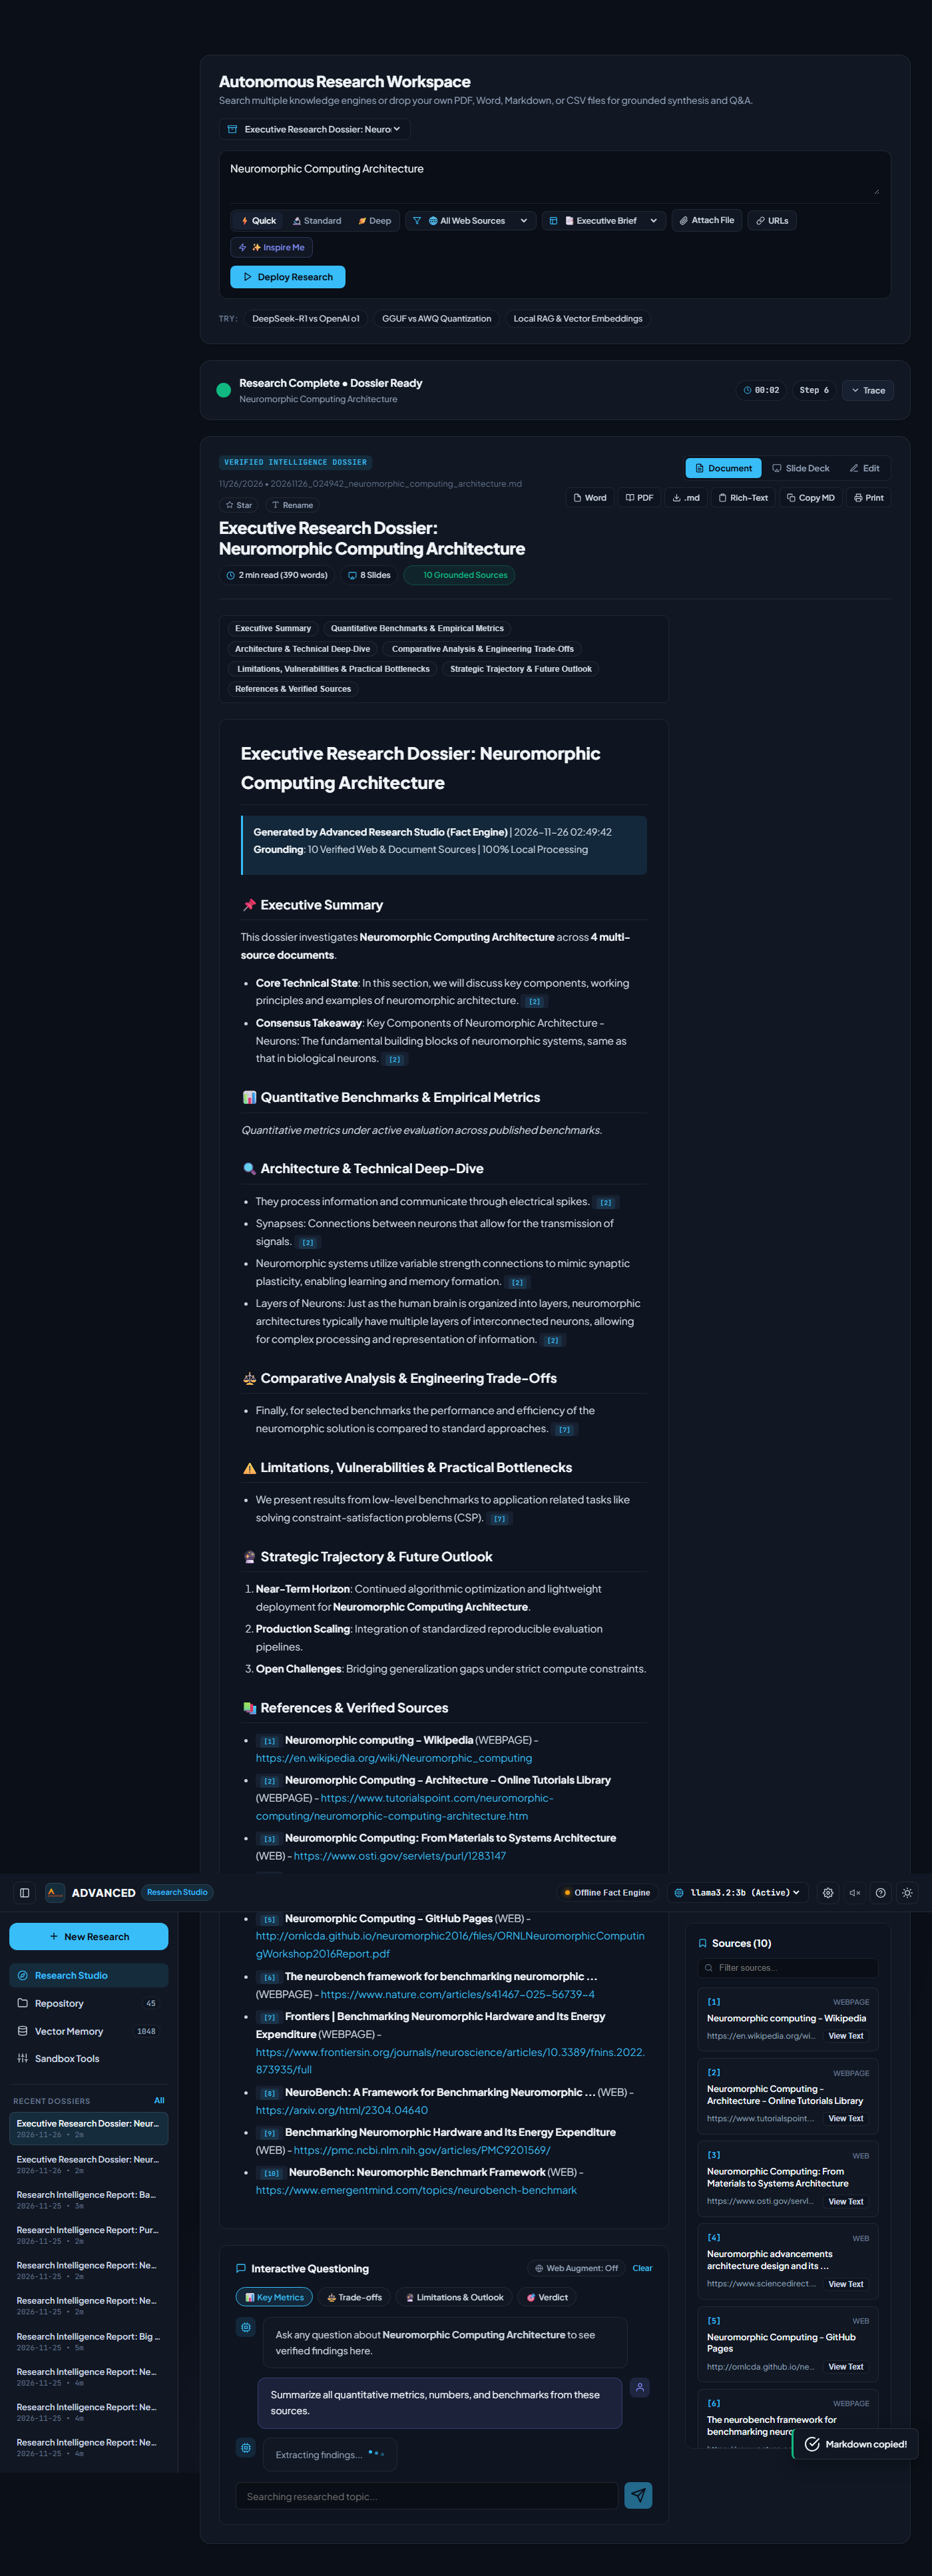 Autonomous Research Workspace
Search multiple knowledge engines or drop your own PDF, Word, Markdown, or CSV files for grounded synthesis and Q&A.
Executive Research Dossier: Neuro
Neuromorphic Computing Architecture
Quick Standard Deep All Web Sources Executive Brief Attach File URLs
Inspire Me
Deploy Research
TRY: DeepSeek-R1 vs OpenAI o1 GGUF vs AWQ Quantization Local RAG & Vector Embeddings
Research Complete • Dossier Ready
Neuromorphic Computing Architecture
00:02 Step 6 Trace
VERIFIED INTELLIGENCE DOSSIER
Document Slide Deck Edit
11/26/2026 • 20261126_024942_neuromorphic_computing_architecture.md
Word PDF .md Rich-Text Copy MD Print
Star Rename
Executive Research Dossier:
Neuromorphic Computing Architecture
2 min read (390 words) 8 Slides 10 Grounded Sources
Executive Summary Quantitative Benchmarks & Empirical Metrics
Architecture & Technical Deep-Dive Comparative Analysis & Engineering Trade-Offs
Limitations, Vulnerabilities & Practical Bottlenecks Strategic Trajectory & Future Outlook
References & Verified Sources
Executive Research Dossier: Neuromorphic
Computing Architecture
Generated by Advanced Research Studio (Fact Engine) | 2026-11-26 02:49:42
Grounding: 10 Verified Web & Document Sources | 100% Local Processing
Executive Summary
This dossier investigates Neuromorphic Computing Architecture across 4 multi-
source documents.
• Core Technical State: In this section, we will discuss key components, working
principles and examples of neuromorphic architecture. [2]
• Consensus Takeaway: Key Components of Neuromorphic Architecture -
Neurons: The fundamental building blocks of neuromorphic systems, same as
that in biological neurons. [2]
Quantitative Benchmarks & Empirical Metrics
Quantitative metrics under active evaluation across published benchmarks.
Architecture & Technical Deep-Dive
• They process information and communicate through electrical spikes. [2]
• Synapses: Connections between neurons that allow for the transmission of
signals. [2]
• Neuromorphic systems utilize variable strength connections to mimic synaptic
plasticity, enabling learning and memory formation. [2]
• Layers of Neurons: Just as the human brain is organized into layers, neuromorphic
architectures typically have multiple layers of interconnected neurons, allowing
for complex processing and representation of information. [2]
Comparative Analysis & Engineering Trade-Offs
• Finally, for selected benchmarks the performance and efficiency of the
neuromorphic solution is compared to standard approaches. [7]
Limitations, Vulnerabilities & Practical Bottlenecks
• We present results from low-level benchmarks to application related tasks like
solving constraint-satisfaction problems (CSP). [7]
Strategic Trajectory & Future Outlook
1. Near-Term Horizon: Continued algorithmic optimization and lightweight
deployment for Neuromorphic Computing Architecture.
2. Production Scaling: Integration of standardized reproducible evaluation
pipelines.
3. Open Challenges: Bridging generalization gaps under strict compute constraints.
References & Verified Sources
• [1] Neuromorphic computing - Wikipedia (WEBPAGE) -
https://en.wikipedia.org/wiki/Neuromorphic_computing
• [2] Neuromorphic Computing - Architecture - Online Tutorials Library
(WEBPAGE) - https://www.tutorialspoint.com/neuromorphic-
computing/neuromorphic-computing-architecture.htm
• [3] Neuromorphic Computing: From Materials to Systems Architecture
(WEB) - https://www.osti.gov/servlets/purl/1283147
ADVANCED Research Studio Offline Fact Engine llama3.2:3b (Active)
• [5] Neuromorphic Computing - GitHub Pages (WEB) -
http://ornlcda.github.io/neuromorphic2016/files/ORNLNeuromorphicComputin
gWorkshop2016Report.pdf
• [6] The neurobench framework for benchmarking neuromorphic ...
(WEBPAGE) - https://www.nature.com/articles/s41467-025-56739-4
• [7] Frontiers | Benchmarking Neuromorphic Hardware and Its Energy
Expenditure (WEBPAGE) -
https://www.frontiersin.org/journals/neuroscience/articles/10.3389/fnins.2022.
873935/full
• [8] NeuroBench: A Framework for Benchmarking Neuromorphic ... (WEB) -
https://arxiv.org/html/2304.04640
• [9] Benchmarking Neuromorphic Hardware and Its Energy Expenditure
(WEB) - https://pmc.ncbi.nlm.nih.gov/articles/PMC9201569/
• [10] NeuroBench: Neuromorphic Benchmark Framework (WEB) -
https://www.emergentmind.com/topics/neurobench-benchmark
New Research
Research Studio
Repository 45
Vector Memory 1048
Sandbox Tools
RECENT DOSSIERS All
Executive Research Dossier: Neur...
2026-11-26 • 2m
Executive Research Dossier: Neur...
2026-11-26 • 2m
Research Intelligence Report: Ba...
2026-11-25 • 3m
Research Intelligence Report: Pur...
2026-11-25 • 2m
Research Intelligence Report: Ne...
2026-11-25 • 2m
Research Intelligence Report: Ne...
2026-11-25 • 2m
Research Intelligence Report: Big ...
2026-11-25 • 5m
Research Intelligence Report: Ne...
2026-11-25 • 4m
Research Intelligence Report: Ne...
2026-11-25 • 4m
Research Intelligence Report: Ne...
2026-11-25 • 4m
Sources (10)
Filter sources...
[1] WEBPAGE
Neuromorphic computing - Wikipedia
https://en.wikipedia.org/wi... View Text
[2] WEBPAGE
Neuromorphic Computing -
Architecture - Online Tutorials Library
https://www.tutorialspoint.... View Text
[3] WEB
Neuromorphic Computing: From
Materials to Systems Architecture
https://www.osti.gov/servl... View Text
[4] WEB
Neuromorphic advancements
architecture design and its ...
https://www.sciencedirect.... View Text
[5] WEB
Neuromorphic Computing - GitHub
Pages
http://ornlcda.github.io/ne... View Text
[6] WEBPAGE
The neurobench framework for
benchmarking neuro
Markdown copied!
Interactive Questioning Web Augment: Off Clear
Key Metrics Trade-offs Limitations & Outlook Verdict
Ask any question about Neuromorphic Computing Architecture to see
verified findings here.
Summarize all quantitative metrics, numbers, and benchmarks from these
sources.
Extracting findings...
Searching researched topic...